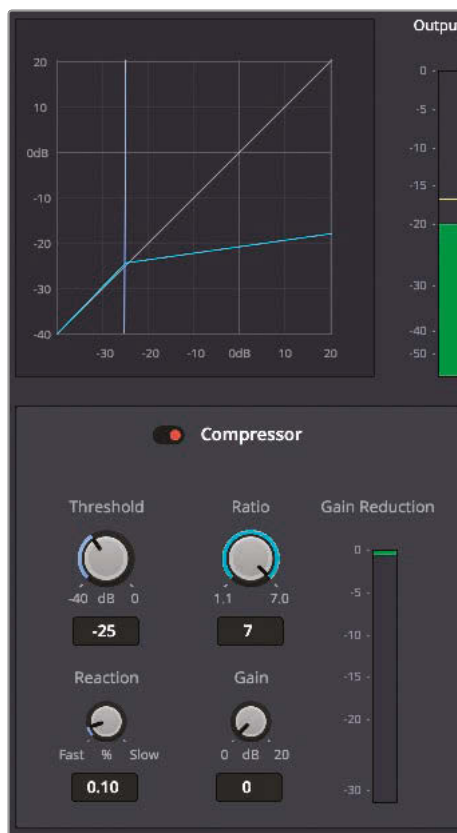 Outpu
20
10
0dB
-10
-20
-30
-40
-30 -20 -10 0dB 10 20
0
-5
-10
-15
-20
-30
-40
-50
Compressor
Threshold
-40 dB 0
-25
Ratio
1.1 7.0
7
Reaction
Fast % Slow
0.10
Gain
0 dB 20
0
Gain Reduction
0
-5
-10
-15
-20
-30